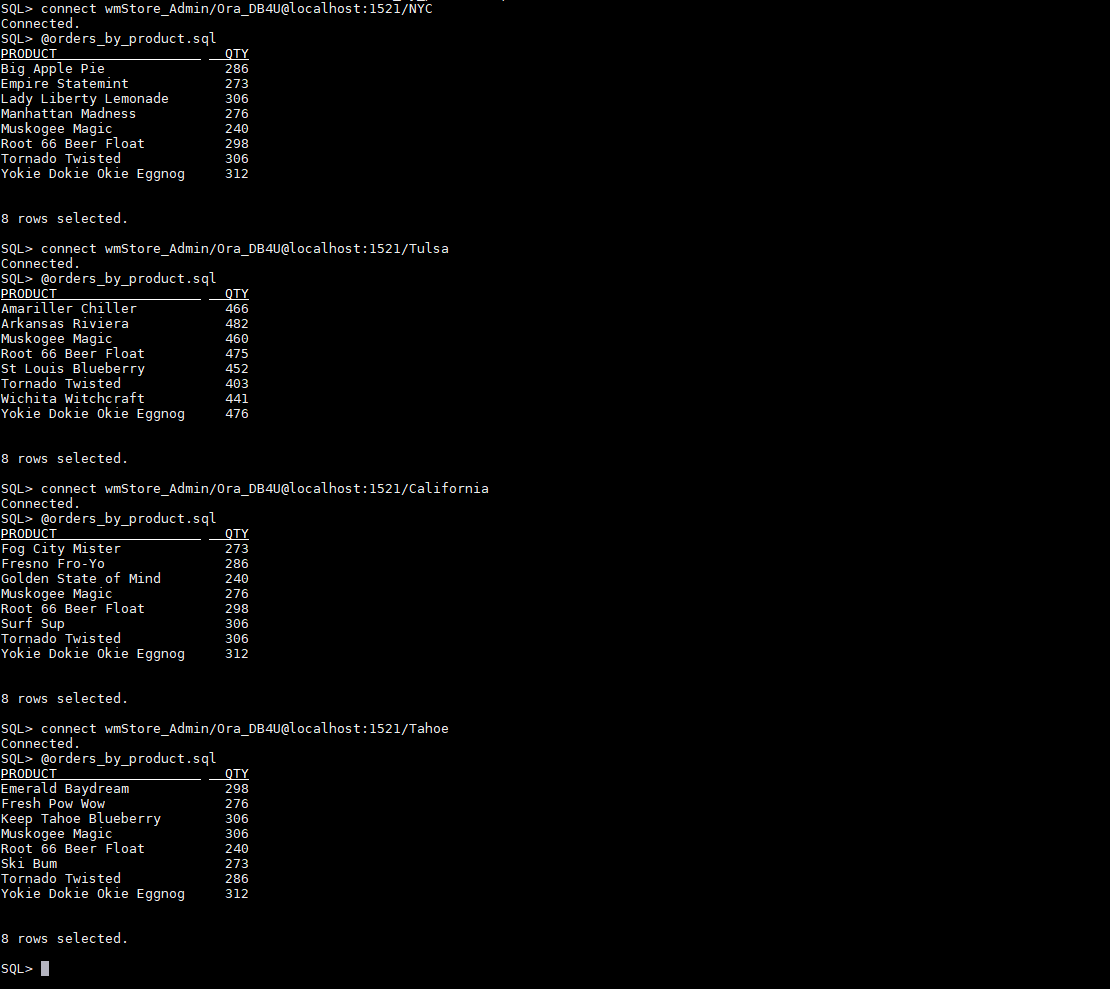 SQL> connect wmStore_Admin/Ora_DB4U@localhost:1521/NYC
Connected.
SQL> @orders_by_product.sql
PRODUCT QTY
Big Apple Pie 286
Empire Statemint 273
Lady Liberty Lemonade 306
Manhattan Madness 276
Muskogee Magic 240
Root 66 Beer Float 298
Tornado Twisted 306
Yokie Dokie Okie Eggnog 312
8 rows selected.
SQL> connect wmStore_Admin/Ora_DB4U@localhost:1521/Tulsa
Connected.
SQL> @orders_by_product.sql
PRODUCT QTY
Amariller Chiller 466
Arkansas Riviera 482
Muskogee Magic 460
Root 66 Beer Float 475
St Louis Blueberry 452
Tornado Twisted 403
Wichita Witchcraft 441
Yokie Dokie Okie Eggnog 476
8 rows selected.
SQL> connect wmStore_Admin/Ora_DB4U@localhost:1521/California
Connected.
SQL> @orders_by_product.sql
PRODUCT QTY
Fog City Mister 273
Fresno Fro-Yo 286
Golden State of Mind 240
Muskogee Magic 276
Root 66 Beer Float 298
Surf Sup 306
Tornado Twisted 306
Yokie Dokie Okie Eggnog 312
8 rows selected.
SQL> connect wmStore_Admin/Ora_DB4U@localhost:1521/Tahoe
Connected.
SQL> @orders_by_product.sql
PRODUCT QTY
Emerald Baydream 298
Fresh Pow Wow 276
Keep Tahoe Blueberry 306
Muskogee Magic 306
Root 66 Beer Float 240
Ski Bum 273
Tornado Twisted 286
Yokie Dokie Okie Eggnog 312
8 rows selected.
SQL>